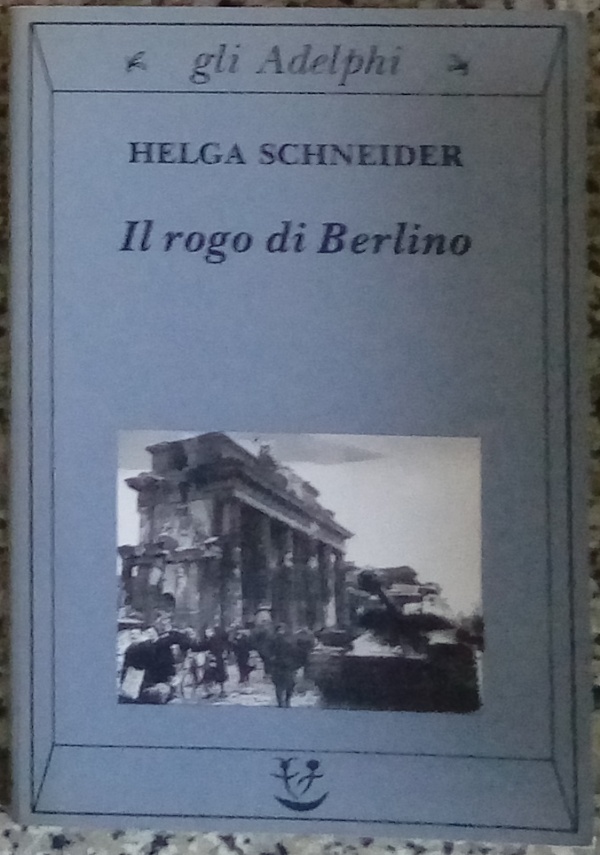 gli Adelphi
HELGA SCHNEIDER
Il rogo di Berlino